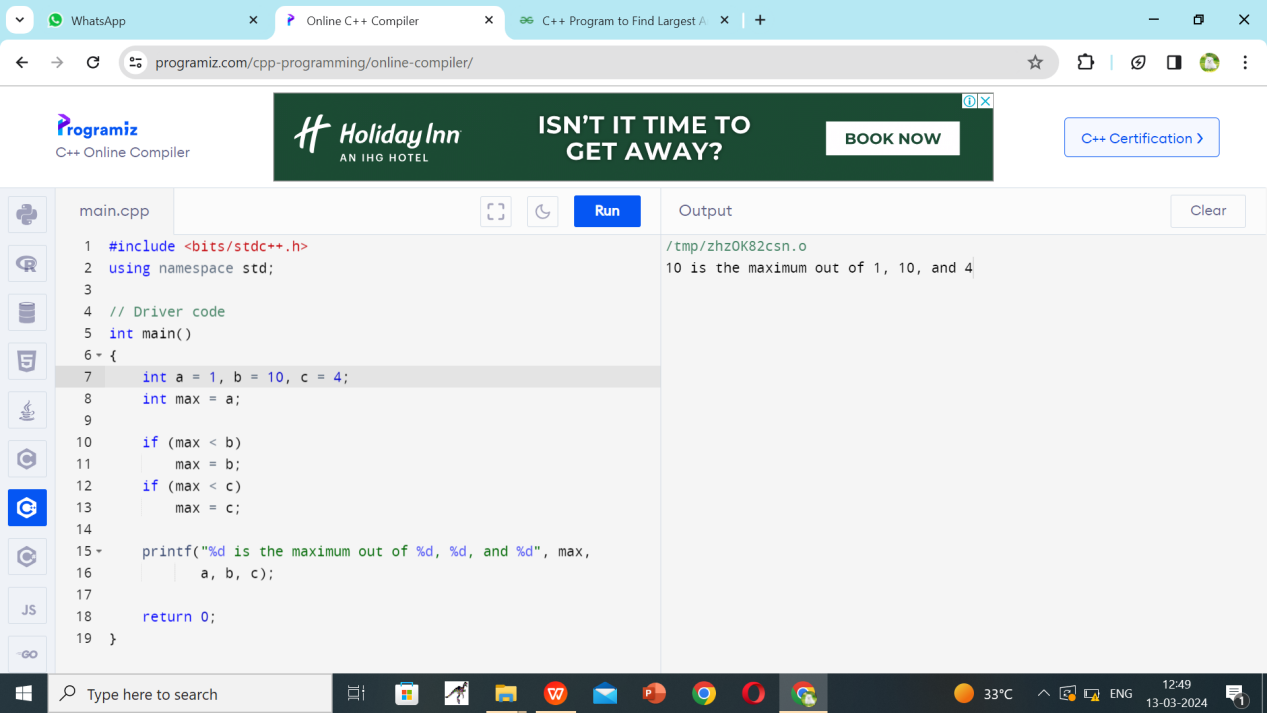 WhatsApp
Online C++ Compiler
C++ Program to Find Largest A
programiz.com/cpp-programming/online-compiler/
Programiz
C++ Online Compiler
Holiday Inn
AN IHG HOTEL
ISN'T IT TIME TO
GET AWAY?
BOOK NOW
C++ Certification >
main.cpp
Run
Output
Clear
1 #include <bits/stdc++.h>
2 using namespace std;
3
4 // Driver code
5 int main()
6 {
7     int a = 1, b = 10, c = 4;
8     int max = a;
9
10     if (max < b)
11         max = b;
12     if (max < c)
13         max = c;
14
15     printf("%d is the maximum out of %d, %d, and %d", max,
16            a, b, c);
17
18     return 0;
19 }
/tmp/zhzOK82csn.o
10 is the maximum out of 1, 10, and 4
JS
GO
Type here to search
33°C
ENG
12:49
13-03-2024
1